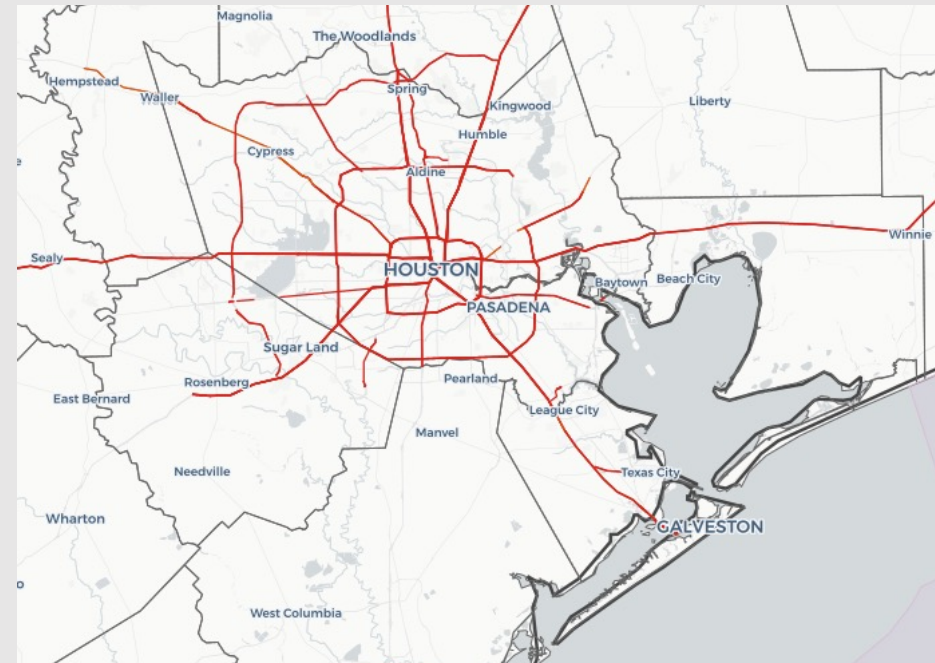 Magnolia
The Woodlands
Hempstead
Spring
Waller
Liberty
Kingwood
Humble
Cypress
Aldine
Winnie
Sealy
HOUSTON
Baytown
Beach City
PASADENA
Sugar Land
Rosenberg
Pearland
East Bernard
League City
Manvel
Needville
Texas City
Wharton
GALVESTON
West Columbia